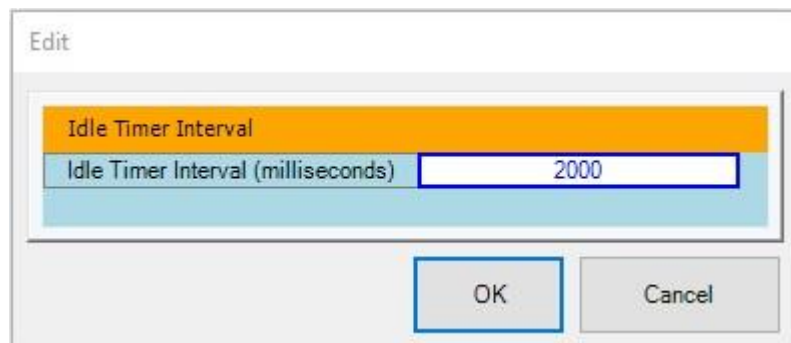 Edit
Idle Timer Interval
Idle Timer Interval (milliseconds) 2000
OK Cancel